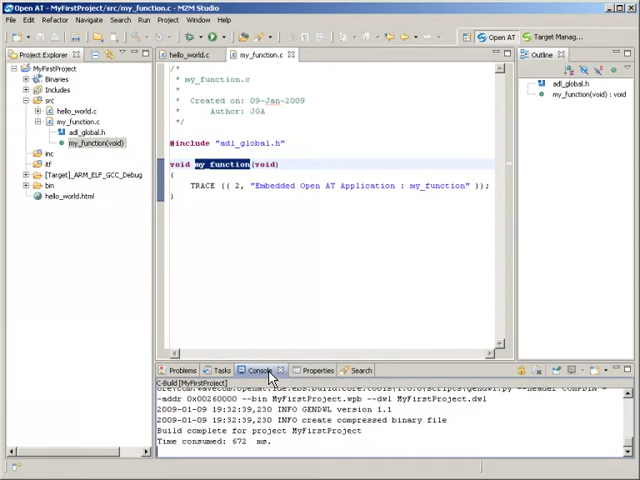 Open AT - MyFirstProject/src/my_function.c - M2M Studio
File Edit Refactor Navigate Search Run Project Window Help
Open AT Target Manag...
Project Explorer
MyFirstProject
Binaries
Includes
src
hello_world.c
my_function.c
adl_global.h
my_function(void)
inc
itf
[Target]_ARM_ELF_GCC_Debug
bin
hello_world.html
hello_world.c my_function.c
/*
* my_function.c
*
* Created on: 09-Jan-2009
* Author: JGA
*/
#include "adl_global.h"
void my_function(void)
{
TRACE (( 2, "Embedded Open AT Application : my_function" ));
}
Outline
adl_global.h
my_function(void) : void
Problems Tasks Console Properties Search
C-Build [MyFirstProject]
-addr 0x00260000 --bin MyFirstProject.wpb --dwl MyFirstProject.dwl
2009-01-09 19:32:39,230 INFO GENDWL version 1.1
2009-01-09 19:32:39,230 INFO create compressed binary file
Build complete for project MyFirstProject
Time consumed: 672 ms.